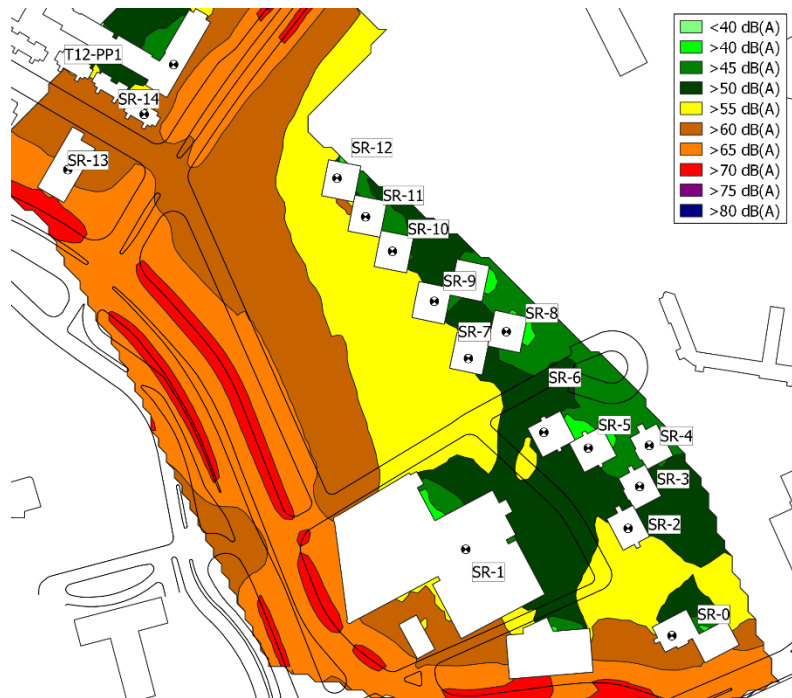 <40 dB(A)
>40 dB(A)
>45 dB(A)
>50 dB(A)
>55 dB(A)
>60 dB(A)
>65 dB(A)
>70 dB(A)
>75 dB(A)
>80 dB(A)
T12-PP1
SR-14
SR-13
SR-12
SR-11
SR-10
SR-9
SR-8
SR-7
SR-6
SR-5
SR-4
SR-3
SR-2
SR-1
SR-0